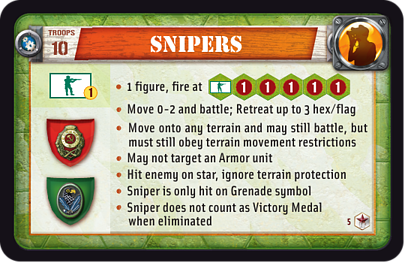 TROOPS
10
SNIPERS
1
• 1 figure, fire at 1 1 1 1 1
• Move 0-2 and battle; Retreat up to 3 hex/flag
• Move onto any terrain and may still battle, but
must still obey terrain movement restrictions
• May not target an Armor unit
• Hit enemy on star, ignore terrain protection
• Sniper is only hit on Grenade symbol
• Sniper does not count as Victory Medal
when eliminated
5